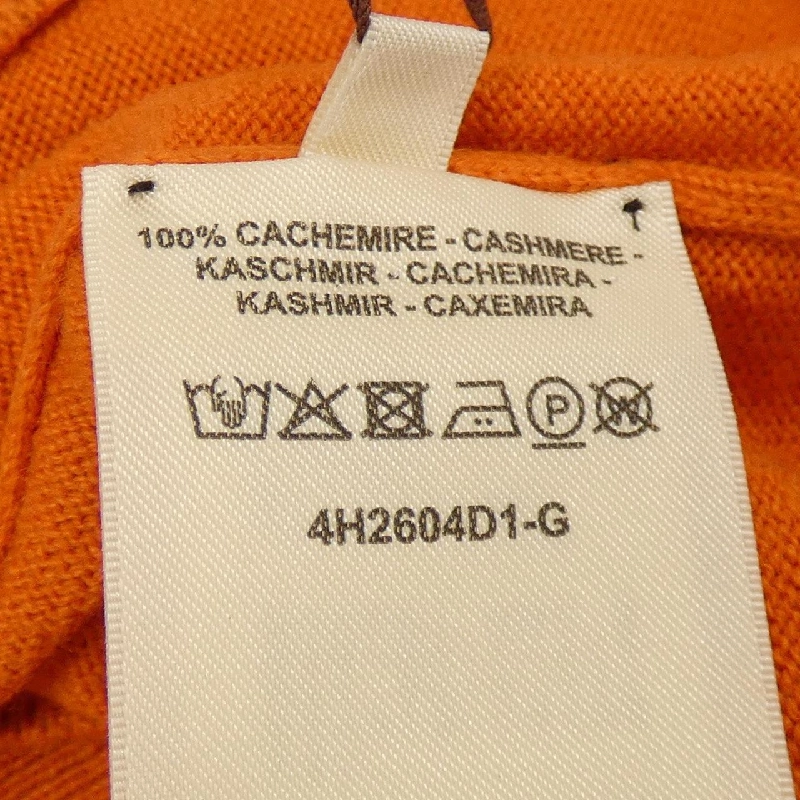 100% CACHEMIRE - CASHMERE -
KASCHMIR - CACHEMIRA -
KASHMIR - CAXEMIRA
P W
4H2604D1-G